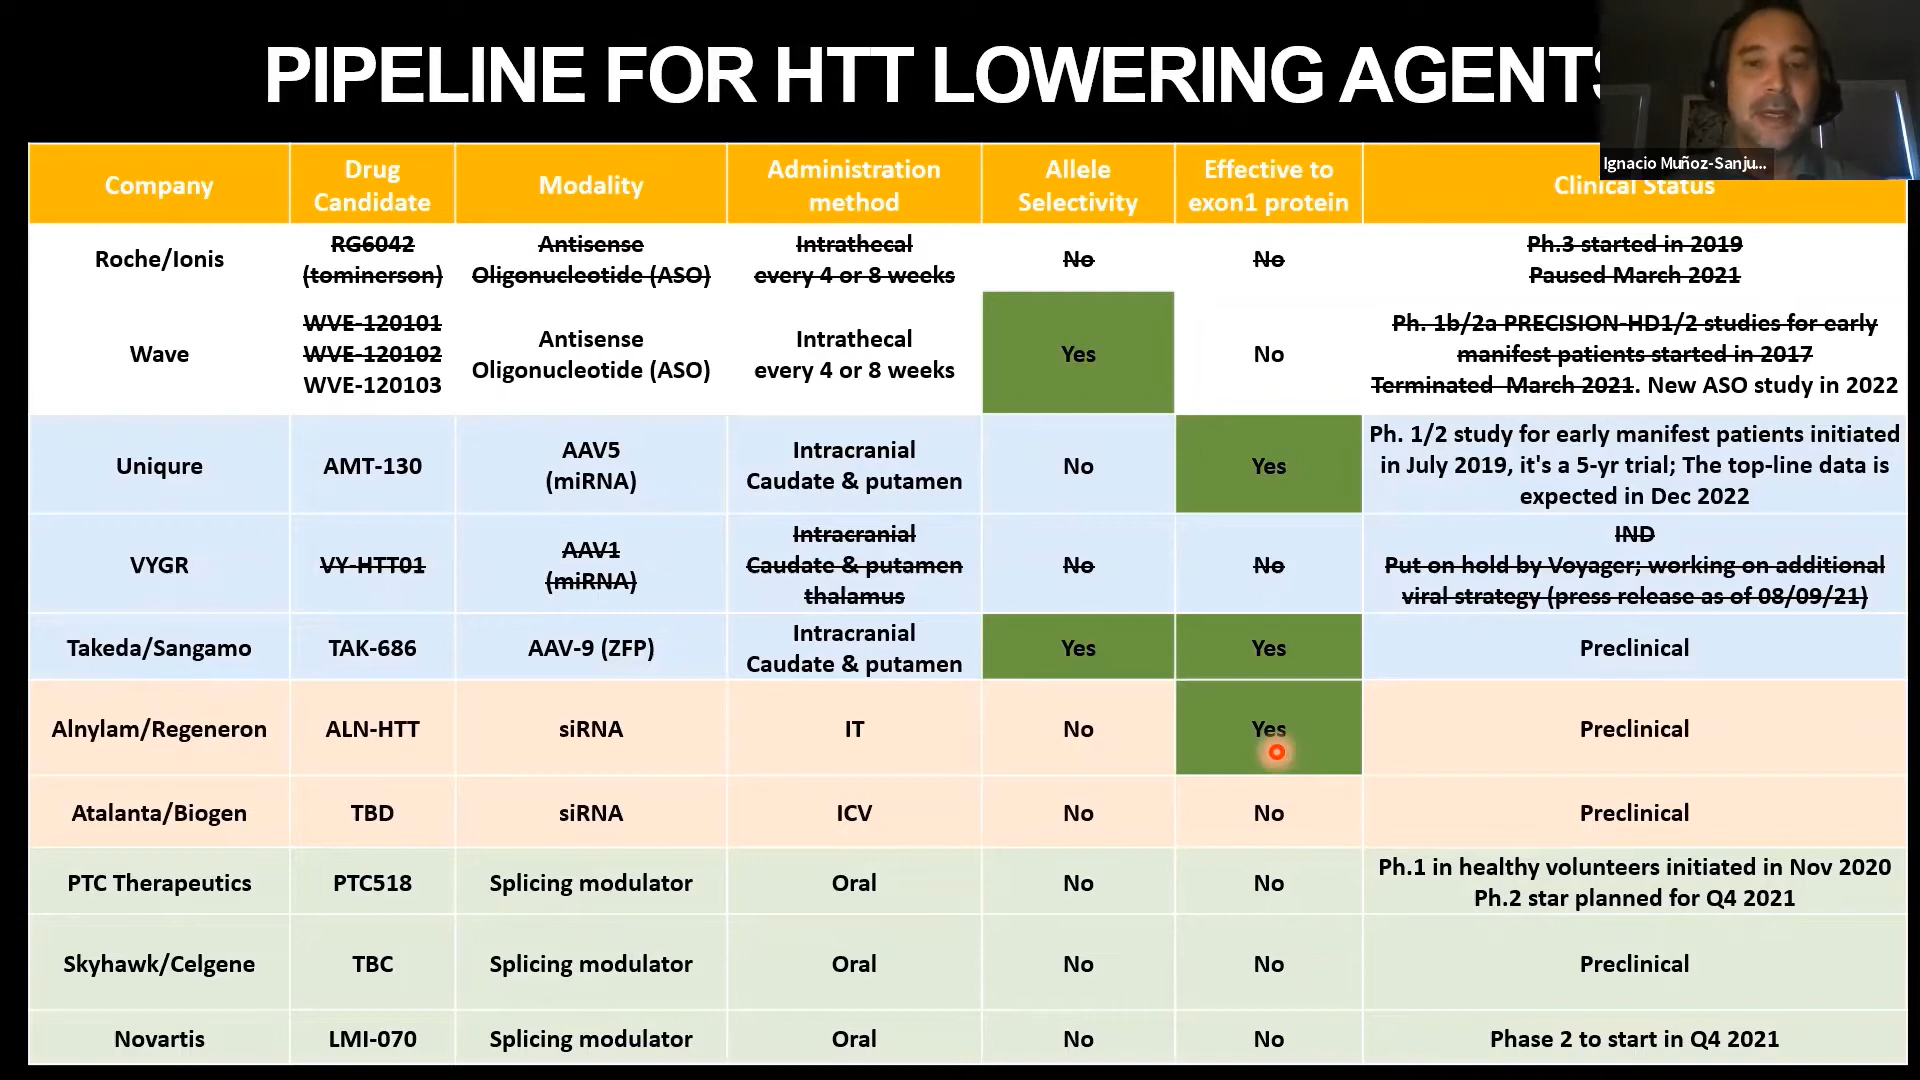 PIPELINE FOR HTT LOWERING AGENTS
Ignacio Muñoz-Sanju...
Company
Drug
Candidate
Modality
Administration
method
Allele
Selectivity
Effective to
exon1 protein
Clinical Status
Roche/Ionis
RG6042
(tominerson)
Antisense
Oligonucleotide (ASO)
Intrathecal
every 4 or 8 weeks
No
No
Ph.3 started in 2019
Paused March 2021
Wave
WVE-120101
WVE-120102
WVE-120103
Antisense
Oligonucleotide (ASO)
Intrathecal
every 4 or 8 weeks
Yes
No
Ph. 1b/2a PRECISION-HD1/2 studies for early
manifest patients started in 2017
Terminated March 2021. New ASO study in 2022
Uniqure
AMT-130
AAV5
(miRNA)
Intracranial
Caudate & putamen
No
Yes
Ph. 1/2 study for early manifest patients initiated
in July 2019, it's a 5-yr trial; The top-line data is
expected in Dec 2022
VYGR
VY-HTT01
AAV1
(miRNA)
Intracranial
Caudate & putamen
thalamus
No
No
IND
Put on hold by Voyager; working on additional
viral strategy (press release as of 08/09/21)
Takeda/Sangamo
TAK-686
AAV-9 (ZFP)
Intracranial
Caudate & putamen
Yes
Yes
Preclinical
Alnylam/Regeneron
ALN-HTT
siRNA
IT
No
Yes
Preclinical
Atalanta/Biogen
TBD
siRNA
ICV
No
No
Preclinical
PTC Therapeutics
PTC518
Splicing modulator
Oral
No
No
Ph.1 in healthy volunteers initiated in Nov 2020
Ph.2 star planned for Q4 2021
Skyhawk/Celgene
TBC
Splicing modulator
Oral
No
No
Preclinical
Novartis
LMI-070
Splicing modulator
Oral
No
No
Phase 2 to start in Q4 2021